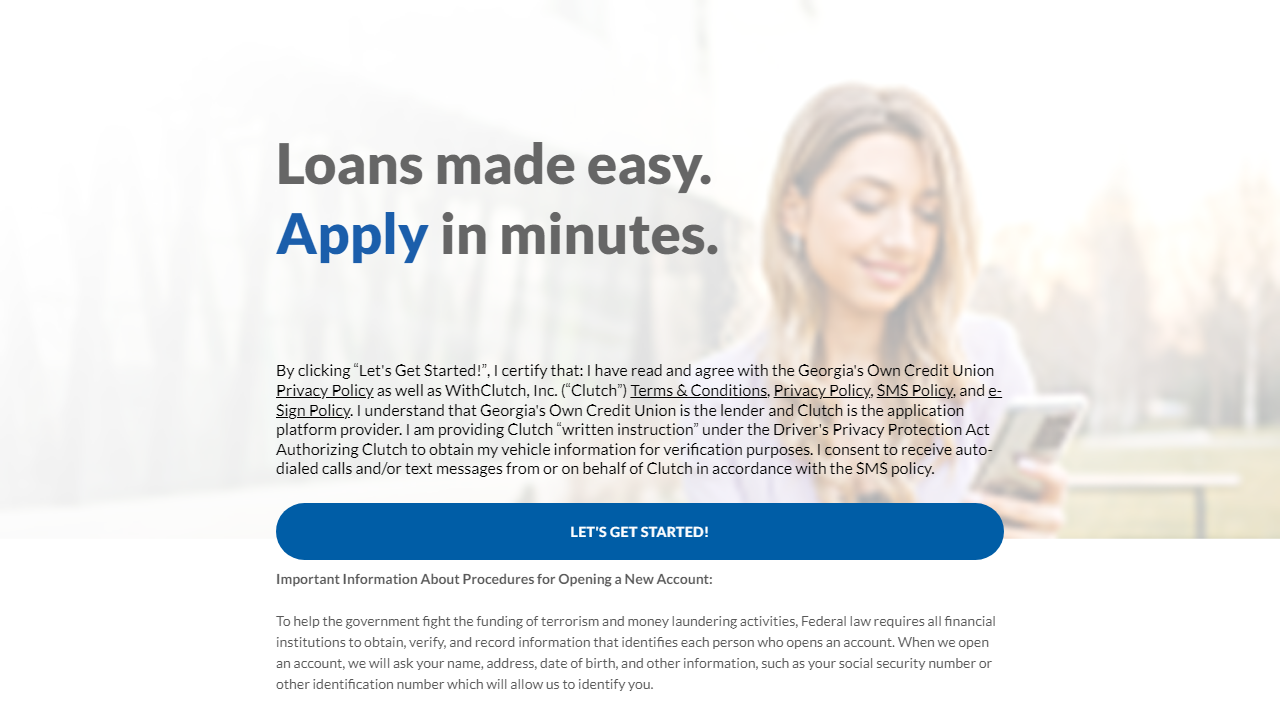 Loans made easy.
Apply in minutes.
By clicking “Let's Get Started!”, I certify that: I have read and agree with the Georgia's Own Credit Union
Privacy Policy as well as WithClutch, Inc. (“Clutch”) Terms & Conditions, Privacy Policy, SMS Policy, and e-
Sign Policy. I understand that Georgia's Own Credit Union is the lender and Clutch is the application
platform provider. I am providing Clutch “written instruction” under the Driver's Privacy Protection Act
Authorizing Clutch to obtain my vehicle information for verification purposes. I consent to receive auto-
dialed calls and/or text messages from or on behalf of Clutch in accordance with the SMS policy.
LET'S GET STARTED!
Important Information About Procedures for Opening a New Account:
To help the government fight the funding of terrorism and money laundering activities, Federal law requires all financial
institutions to obtain, verify, and record information that identifies each person who opens an account. When we open
an account, we will ask your name, address, date of birth, and other information, such as your social security number or
other identification number which will allow us to identify you.